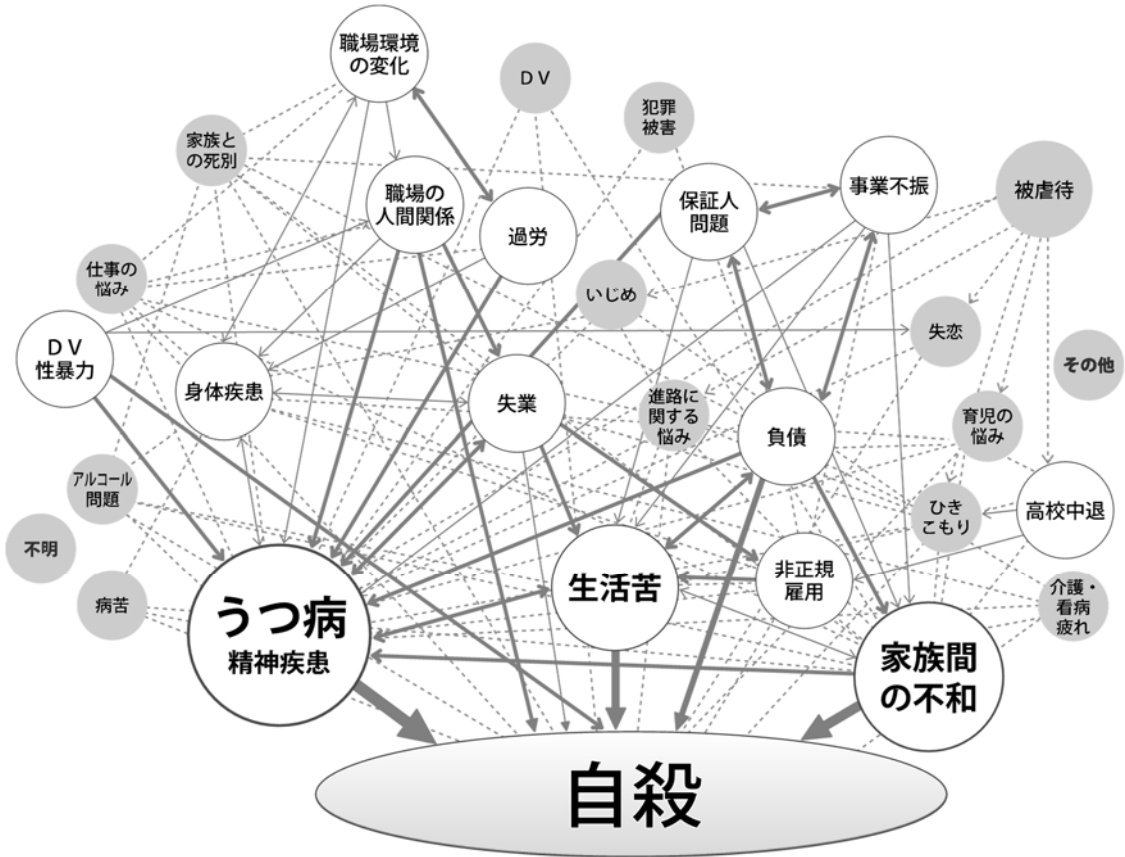 職場環境
の変化
ＤＶ
犯罪
被害
家族と
の死別
職場の
人間関係
過労
保証人
問題
事業不振
被虐待
仕事の
悩み
いじめ
失恋
その他
ＤＶ
性暴力
身体疾患
失業
進路に
関する
悩み
負債
育児の
悩み
アルコール
問題
ひき
こもり
高校中退
不明
病苦
うつ病
精神疾患
生活苦
非正規
雇用
介護・
看病
疲れ
家族間
の不和
自殺